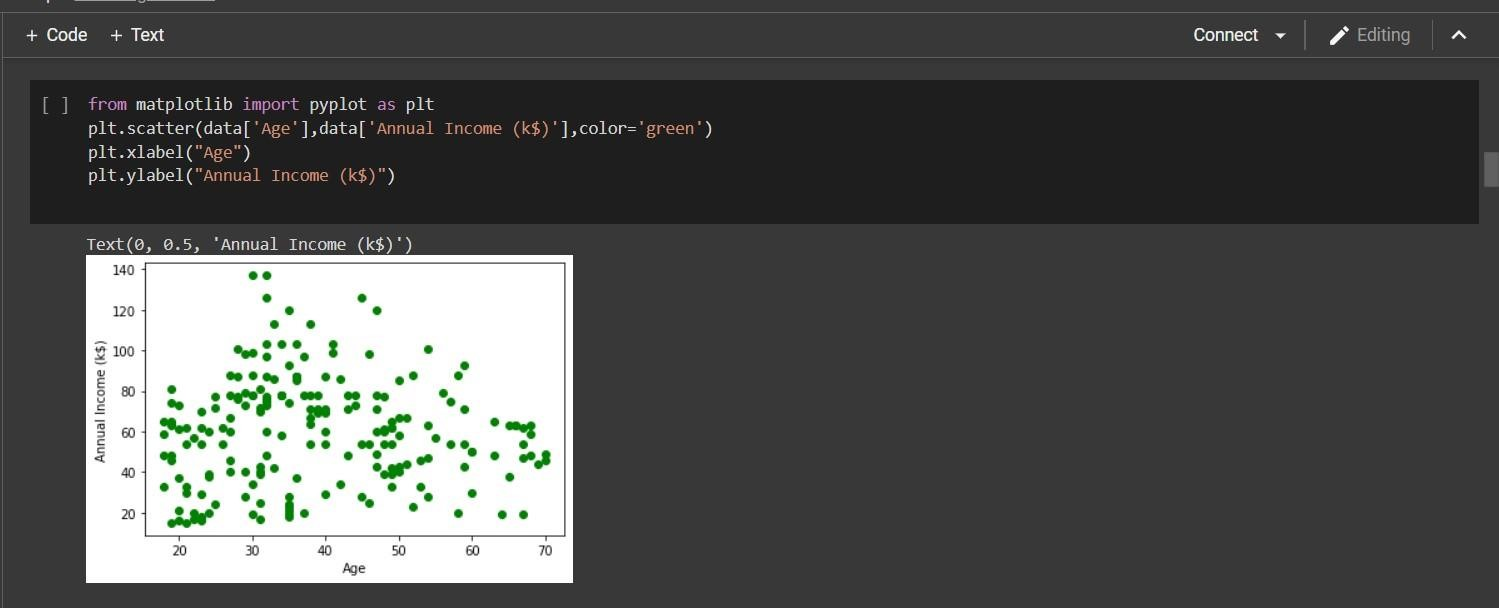 + Code + Text Connect Editing
[ ] from matplotlib import pyplot as plt
plt.scatter(data['Age'],data['Annual Income (k$)'],color='green')
plt.xlabel("Age")
plt.ylabel("Annual Income (k$)")
Text(0, 0.5, 'Annual Income (k$)')
140
120
100
80
60
40
20
Annual Income (k$)
20 30 40 50 60 70
Age